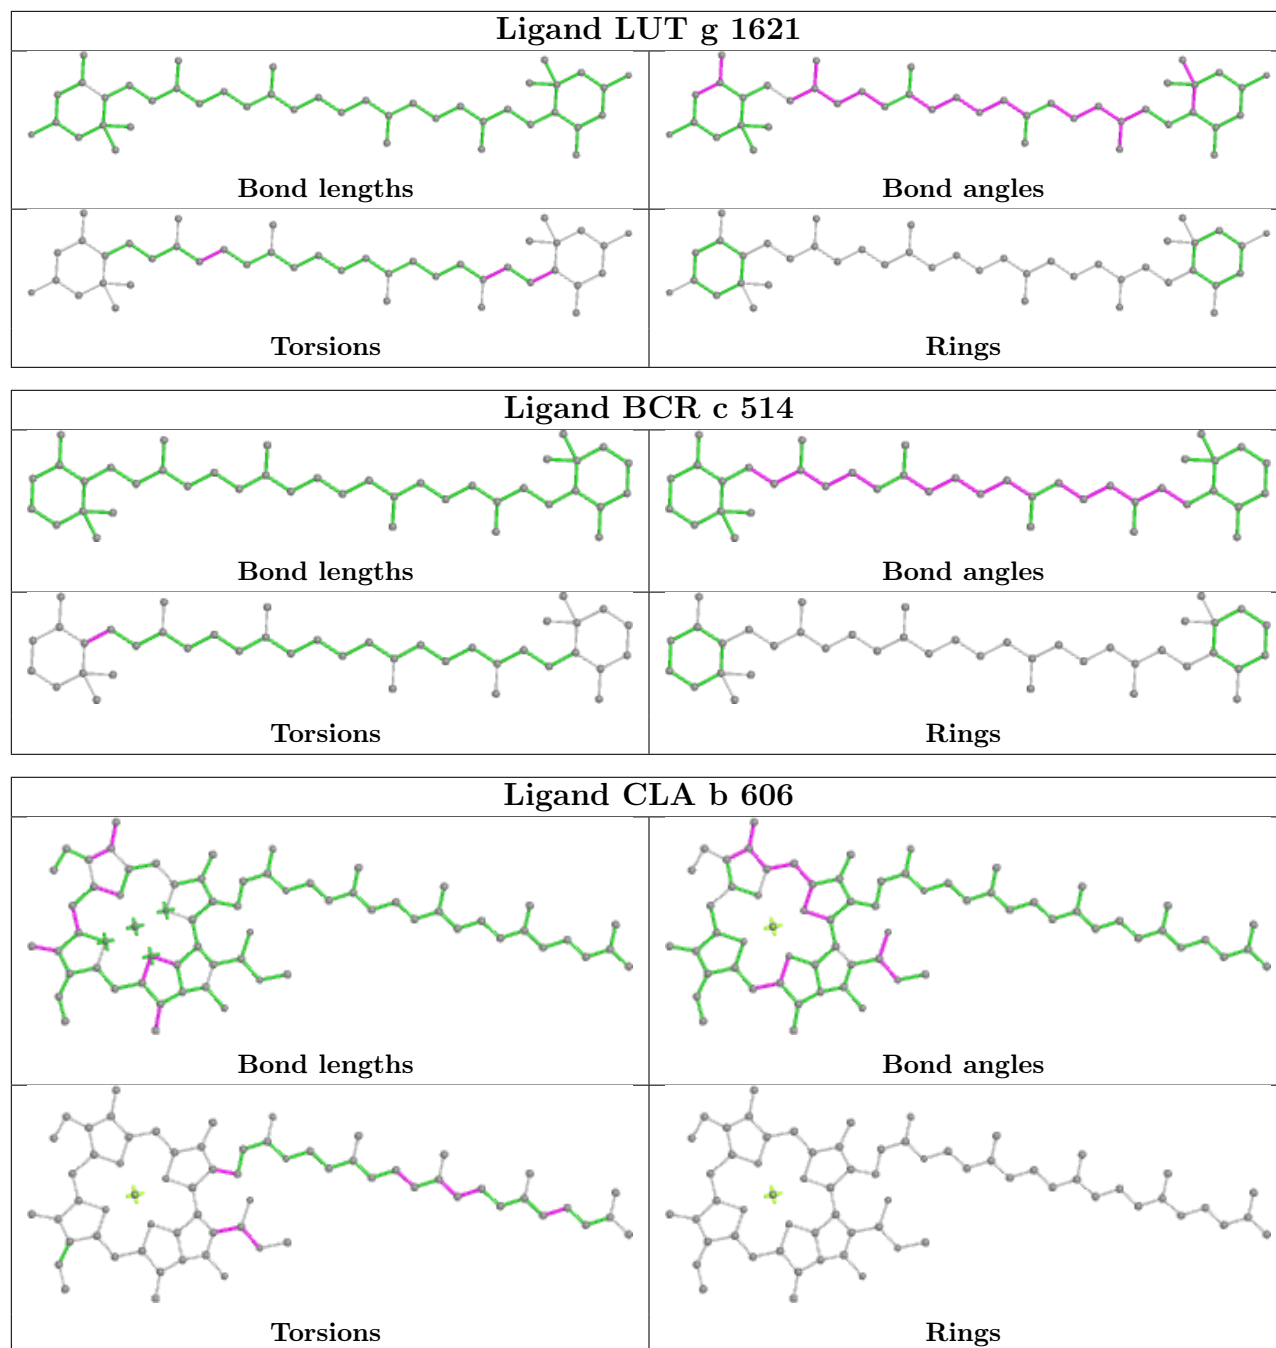 Ligand LUT g 1621
Bond lengths
Bond angles
Torsions
Rings
Ligand BCR c 514
Bond lengths
Bond angles
Torsions
Rings
Ligand CLA b 606
Bond lengths
Bond angles
Torsions
Rings